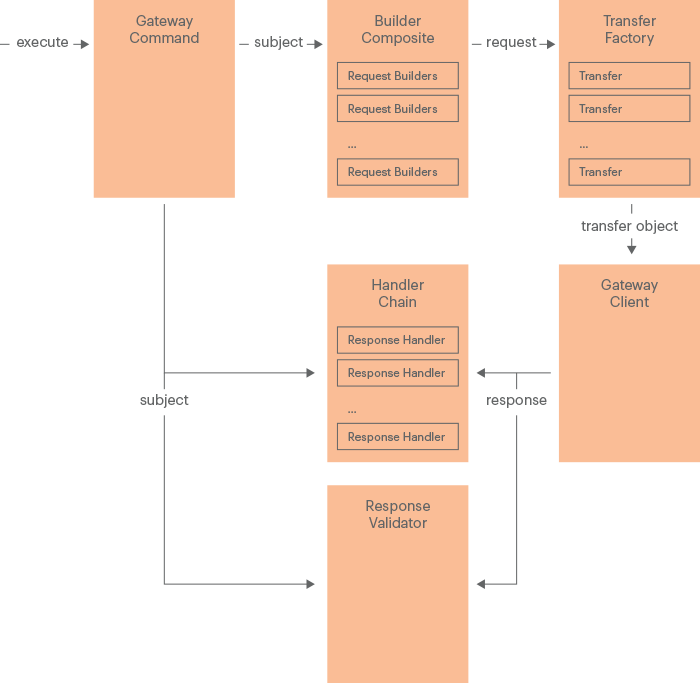 execute
Gateway
Command
subject
Builder
Composite
Request Builders
Request Builders
...
Request Builders
request
Transfer
Factory
Transfer
Transfer
...
Transfer
transfer object
Handler
Chain
Response Handler
Response Handler
...
Response Handler
Gateway
Client
subject
response
Response
Validator